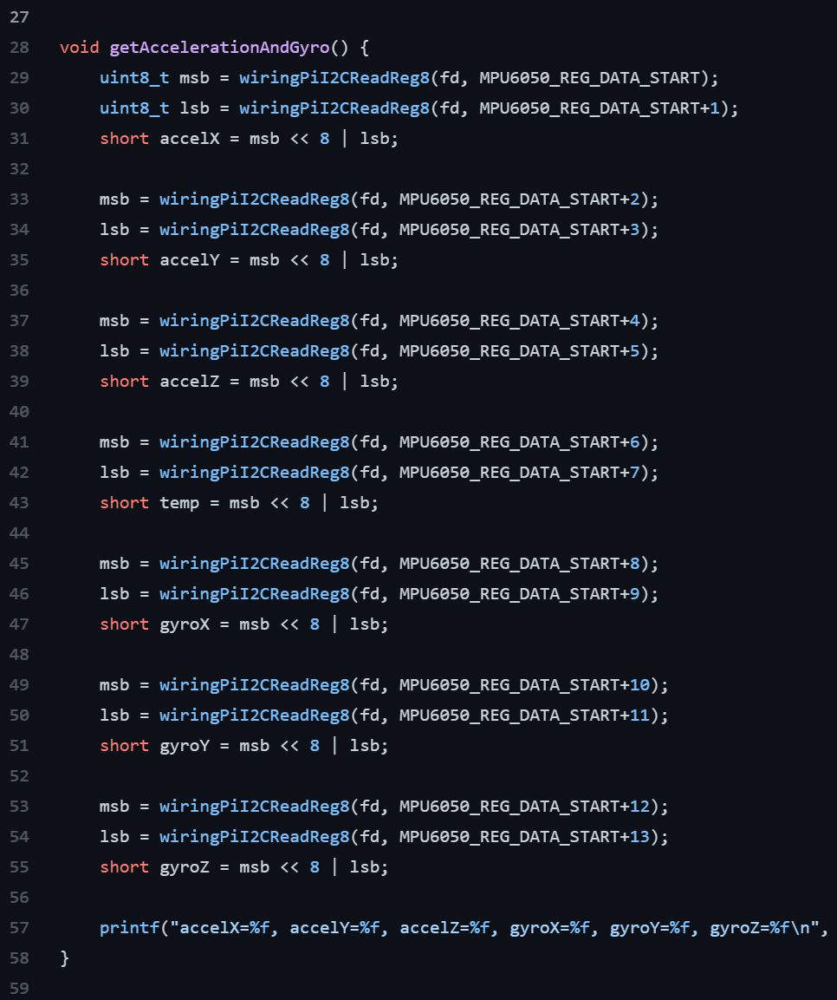 27
28 void getAccelerationAndGyro() {
29 uint8_t msb = wiringPiI2CReadReg8(fd, MPU6050_REG_DATA_START);
30 uint8_t lsb = wiringPiI2CReadReg8(fd, MPU6050_REG_DATA_START+1);
31 short accelX = msb << 8 | lsb;
32
33 msb = wiringPiI2CReadReg8(fd, MPU6050_REG_DATA_START+2);
34 lsb = wiringPiI2CReadReg8(fd, MPU6050_REG_DATA_START+3);
35 short accelY = msb << 8 | lsb;
36
37 msb = wiringPiI2CReadReg8(fd, MPU6050_REG_DATA_START+4);
38 lsb = wiringPiI2CReadReg8(fd, MPU6050_REG_DATA_START+5);
39 short accelZ = msb << 8 | lsb;
40
41 msb = wiringPiI2CReadReg8(fd, MPU6050_REG_DATA_START+6);
42 lsb = wiringPiI2CReadReg8(fd, MPU6050_REG_DATA_START+7);
43 short temp = msb << 8 | lsb;
44
45 msb = wiringPiI2CReadReg8(fd, MPU6050_REG_DATA_START+8);
46 lsb = wiringPiI2CReadReg8(fd, MPU6050_REG_DATA_START+9);
47 short gyroX = msb << 8 | lsb;
48
49 msb = wiringPiI2CReadReg8(fd, MPU6050_REG_DATA_START+10);
50 lsb = wiringPiI2CReadReg8(fd, MPU6050_REG_DATA_START+11);
51 short gyroY = msb << 8 | lsb;
52
53 msb = wiringPiI2CReadReg8(fd, MPU6050_REG_DATA_START+12);
54 lsb = wiringPiI2CReadReg8(fd, MPU6050_REG_DATA_START+13);
55 short gyroZ = msb << 8 | lsb;
56
57 printf("accelX=%f, accelY=%f, accelZ=%f, gyroX=%f, gyroY=%f, gyroZ=%f\n",
58 }
59